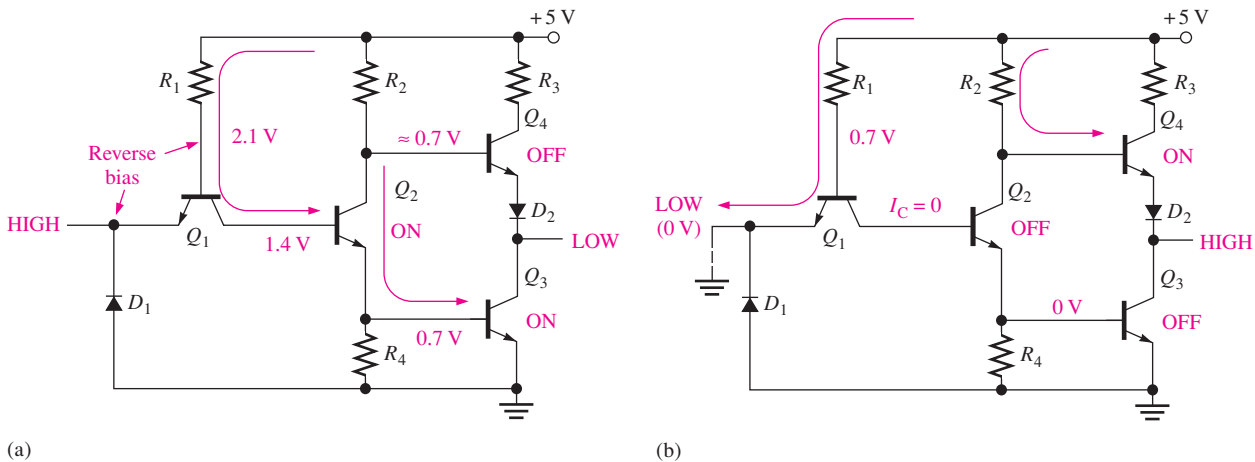 +5 V
R1
R2
R3
Q4
2.1 V
≈ 0.7 V
OFF
Reverse
bias
Q2
D2
HIGH
Q1
1.4 V
ON
LOW
Q3
D1
0.7 V
ON
R4
(a)
+5 V
R1
R2
R3
Q4
0.7 V
ON
Q2
LOW
(0 V)
IC = 0
D2
Q1
OFF
HIGH
Q3
D1
0 V
OFF
R4
(b)